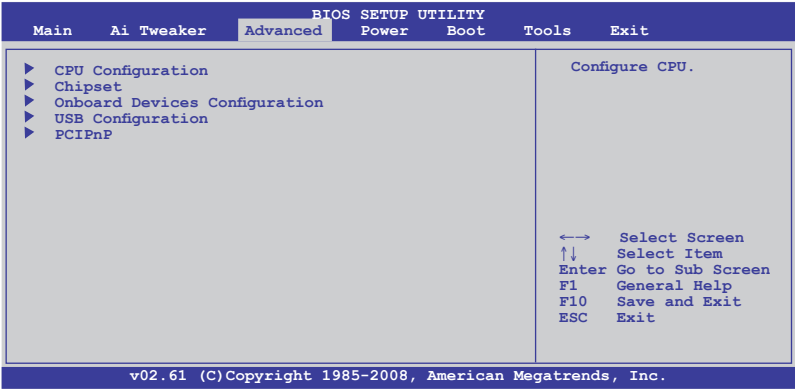 BIOS SETUP UTILITY
Main Ai Tweaker Advanced Power Boot Tools Exit
CPU Configuration
Chipset
Onboard Devices Configuration
USB Configuration
PCIPnP
Configure CPU.
←→ Select Screen
↑↓ Select Item
Enter Go to Sub Screen
F1 General Help
F10 Save and Exit
ESC Exit
v02.61 (C)Copyright 1985-2008, American Megatrends, Inc.